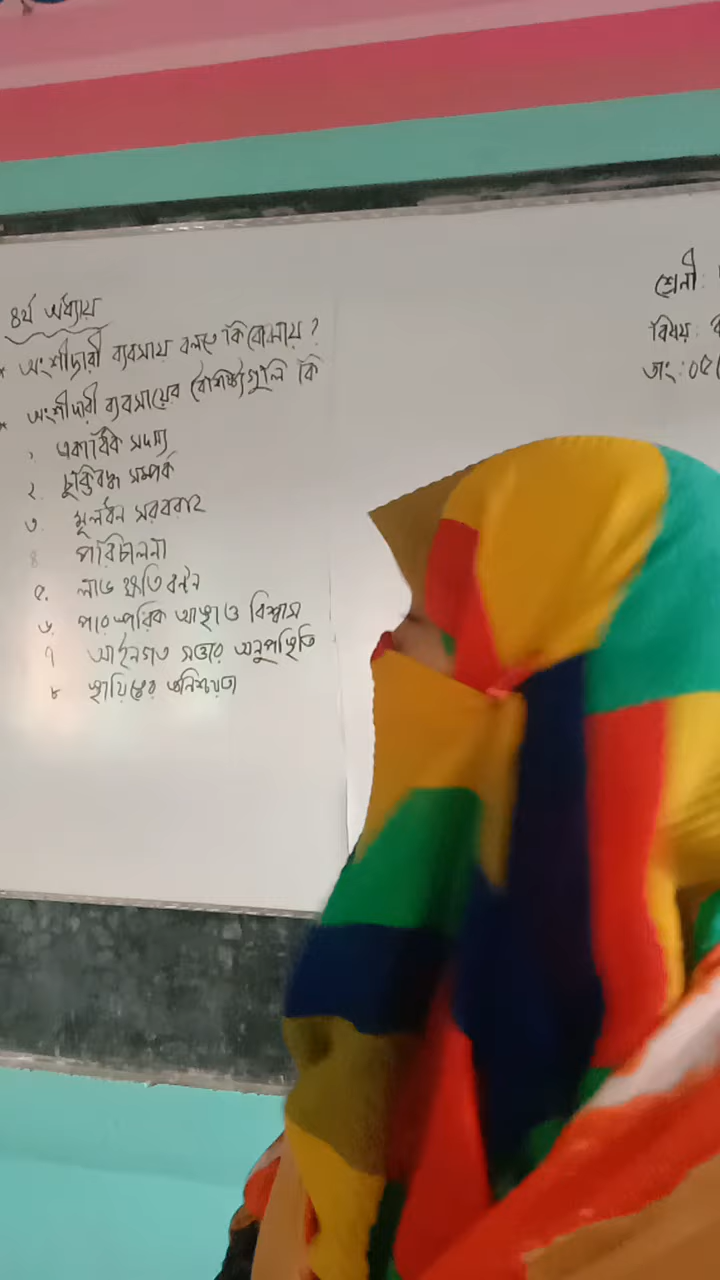 ৪র্থ অধ্যায়
* অংশীদারী ব্যবসায় বলতে কি বোঝায় ?
* অংশীদারী ব্যবসায়ের বৈশিষ্ট্যগুলি কি
১. একাধিক সদস্য
২. চুক্তিবদ্ধ সম্পর্ক
৩. মূলধন সরবরাহ
৪ পরিচালনা
৫. লাভ ক্ষতি বন্টন
৬. পারস্পরিক আস্থা ও বিশ্বাস
৭ আইনগত সত্তার অনুপস্থিতি
৮ স্থায়িত্বের অনিশ্চয়তা
শ্রেনী :
বিষয় :
তাং : ০৫